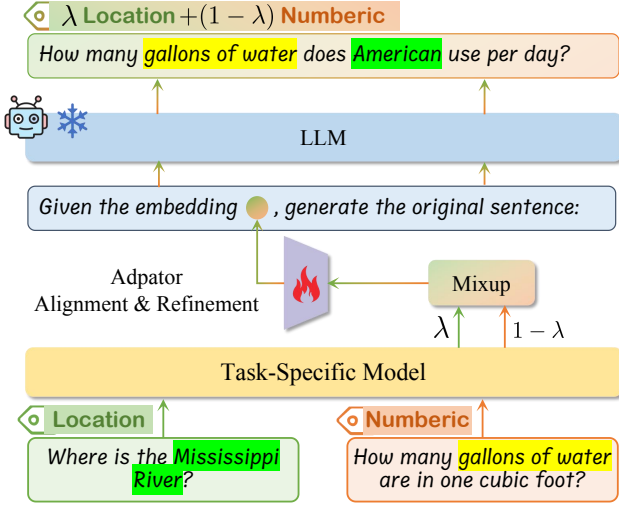 λ Location +(1 − λ) Numberic
How many gallons of water does American use per day?
LLM
Given the embedding , generate the original sentence:
Adpator
Alignment & Refinement
Mixup
λ
1 − λ
Task-Specific Model
Location
Numberic
Where is the Mississippi
River?
How many gallons of water
are in one cubic foot?